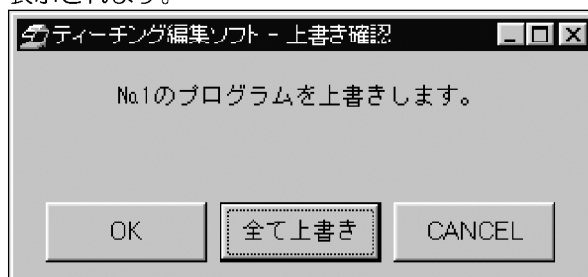 表示されます。
ティーチング編集ソフト - 上書き確認
No.1のプログラムを上書きします。
OK 全て上書き CANCEL